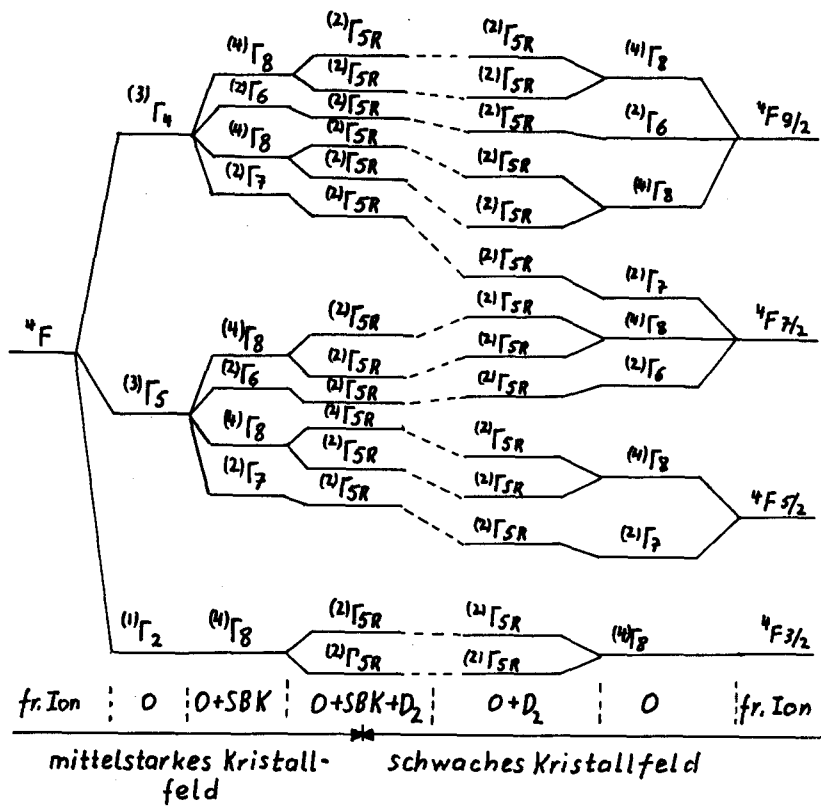 (2)Γ5R (2)Γ5R
(4)Γ8 (4)Γ8
(2)Γ5R (2)Γ5R
(3)Γ4 (2)Γ6 (2)Γ5R (2)Γ5R (2)Γ6 4F9/2
(4)Γ8 (2)Γ5R (2)Γ5R
(2)Γ7 (2)Γ5R (4)Γ8
(2)Γ5R (2)Γ5R
(2)Γ5R (2)Γ7
(2)Γ5R (2)Γ5R
4F (4)Γ8 (4)Γ8 4F7/2
(2)Γ5R (2)Γ5R
(3)Γ5 (2)Γ6 (2)Γ5R (2)Γ5R (2)Γ6
(4)Γ8 (2)Γ5R (2)Γ5R
(2)Γ5R (4)Γ8
(2)Γ7 (2)Γ5R (2)Γ5R 4F5/2
(2)Γ5R (2)Γ7
(1)Γ2 (4)Γ8 (2)Γ5R (2)Γ5R (4)Γ8 4F3/2
(2)Γ5R (2)Γ5R
fr. Ion O O+SBK O+SBK+D2 O+D2 O fr. Ion
mittelstarkes Kristall- schwaches Kristallfeld
feld